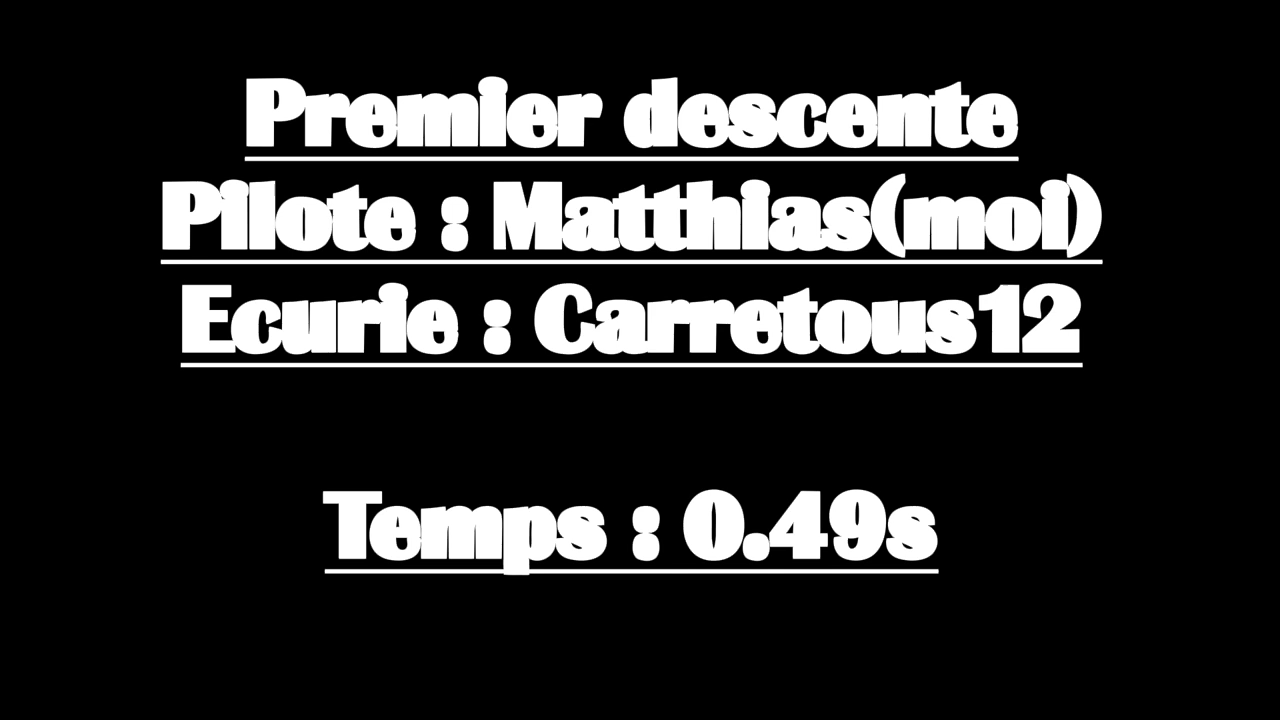 Premier descente
Pilote : Matthias(moi)
Ecurie : Carretous12
Temps : 0.49s